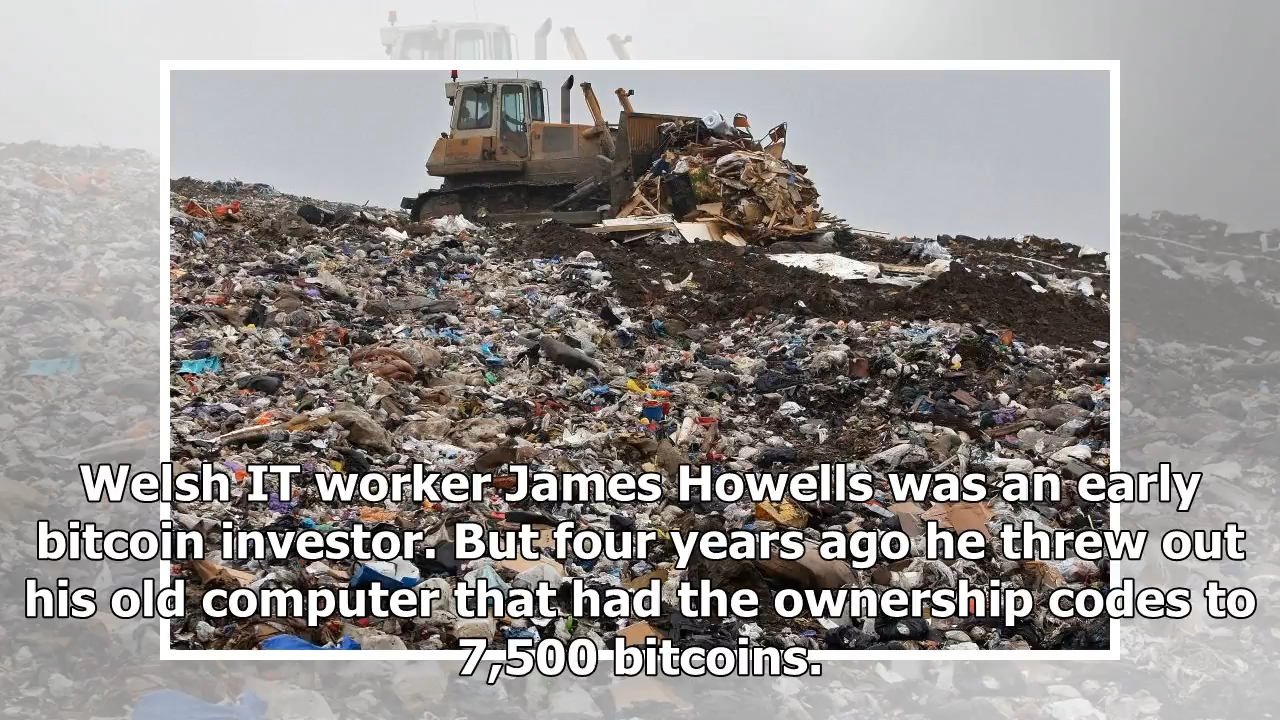 Welsh IT worker James Howells was an early
bitcoin investor. But four years ago he threw out
his old computer that had the ownership codes to
7,500 bitcoins.